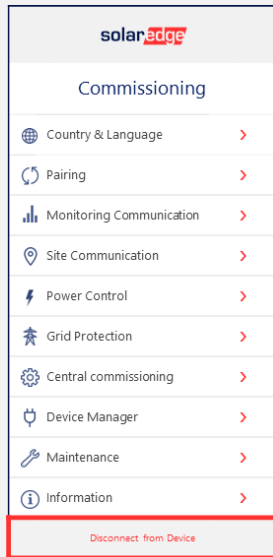 solaredge
Commissioning
Country & Language
Pairing
Monitoring Communication
Site Communication
Power Control
Grid Protection
Central commissioning
Device Manager
Maintenance
Information
Disconnect from Device